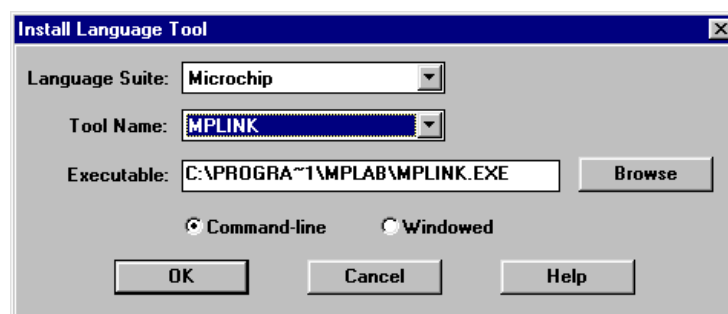 Install Language Tool
Language Suite: Microchip
Tool Name: MPLINK
Executable: C:\PROGRA~1\MPLAB\MPLINK.EXE Browse
Command-line Windowed
OK Cancel Help